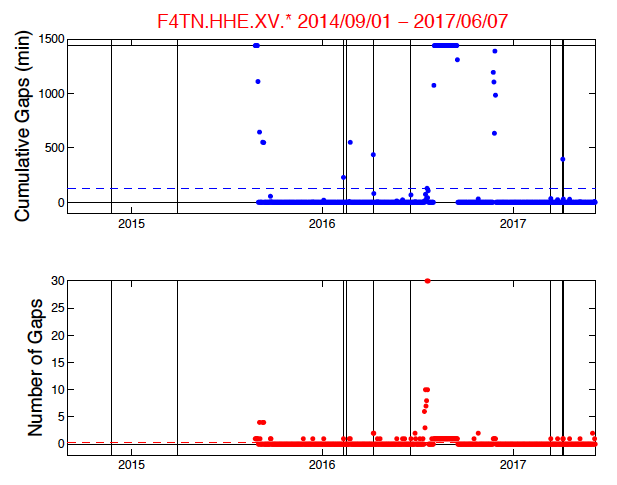 F4TN.HHE.XV.* 2014/09/01 – 2017/06/07
Cumulative Gaps (min)
1500
1000
500
0
2015 2016 2017
Number of Gaps
30
25
20
15
10
5
0
2015 2016 2017